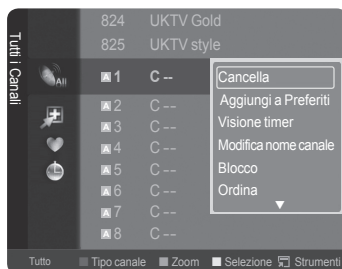 Tutti i Canali
824 UKTV Gold
825 UKTV style
All
A 1 C --
A 2 C --
A 3 C --
A 4 C --
A 5 C --
A 6 C --
A 7 C --
A 8 C --
Cancella
Aggiungi a Preferiti
Visione timer
Modifica nome canale
Blocco
Ordina
Tutto Tipo canale Zoom Selezione Strumenti